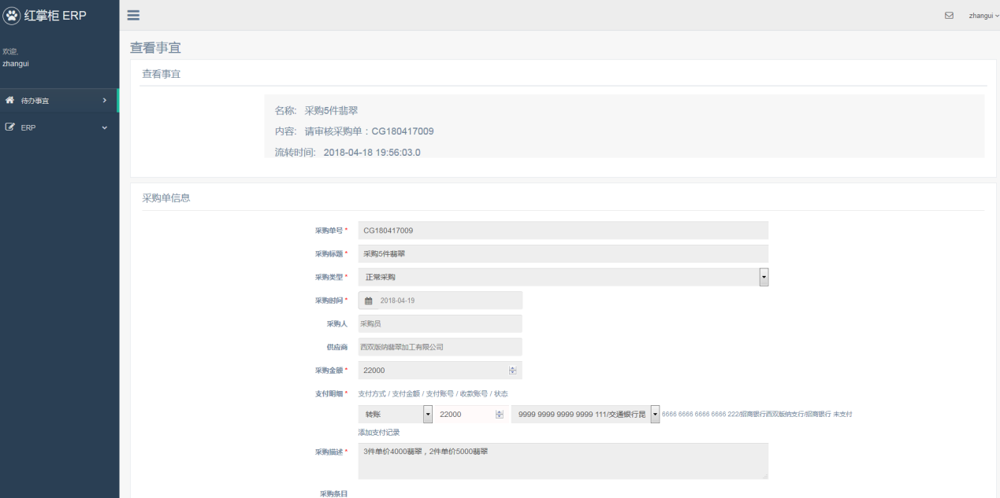 红掌柜 ERP
zhangui
欢迎,
zhangui
待办事宜
ERP
查看事宜
查看事宜
名称: 采购5件翡翠
内容: 请审核采购单：CG180417009
流转时间: 2018-04-18 19:56:03.0
采购单信息
采购单号 * CG180417009
采购标题 * 采购5件翡翠
采购类型 * 正常采购
采购时间 * 2018-04-19
采购人 采购员
供应商 西双版纳翡翠加工有限公司
采购金额 * 22000
支付明细 * 支付方式 / 支付金额 / 支付账号 / 收款账号 / 状态
转账 22000 9999 9999 9999 9999 111/交通银行昆 6666 6666 6666 6666 222/招商银行西双版纳支行/招商银行 未支付
添加支付记录
采购描述 * 3件单价4000翡翠，2件单价5000翡翠
采购条目